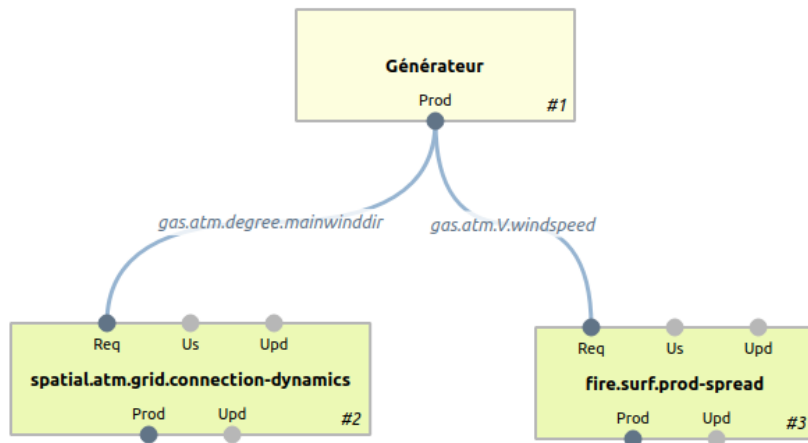 Générateur
Prod
#1
gas.atm.degree.mainwinddir
gas.atm.V.windspeed
Req Us Upd
spatial.atm.grid.connection-dynamics
Prod Upd
#2
Req Us Upd
fire.surf.prod-spread
Prod Upd
#3